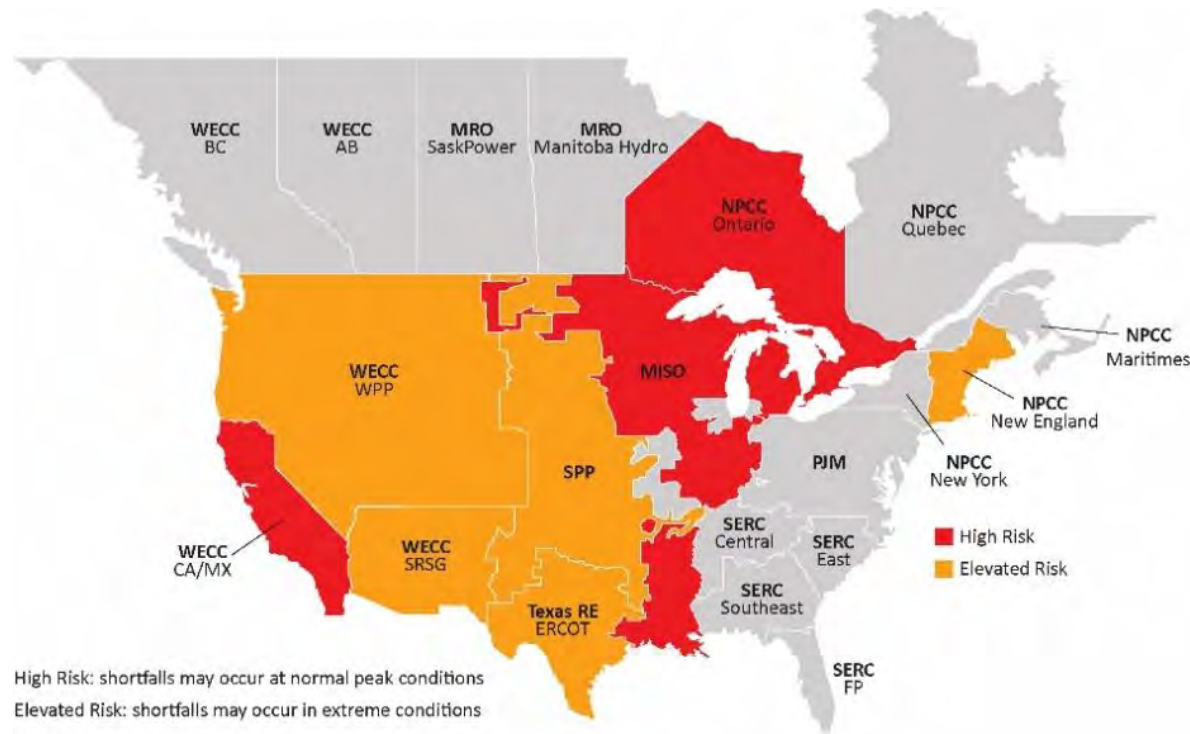 WECC
BC
WECC
AB
MRO
SaskPower
MRO
Manitoba Hydro
NPCC
Ontario
NPCC
Quebec
NPCC
Maritimes
WECC
WPP
MISO
NPCC
New England
SPP
PJM
NPCC
New York
WECC
CA/MX
WECC
SRSG
SERC
Central
SERC
East
High Risk
Elevated Risk
Texas RE
ERCOT
SERC
Southeast
SERC
FP
High Risk: shortfalls may occur at normal peak conditions
Elevated Risk: shortfalls may occur in extreme conditions